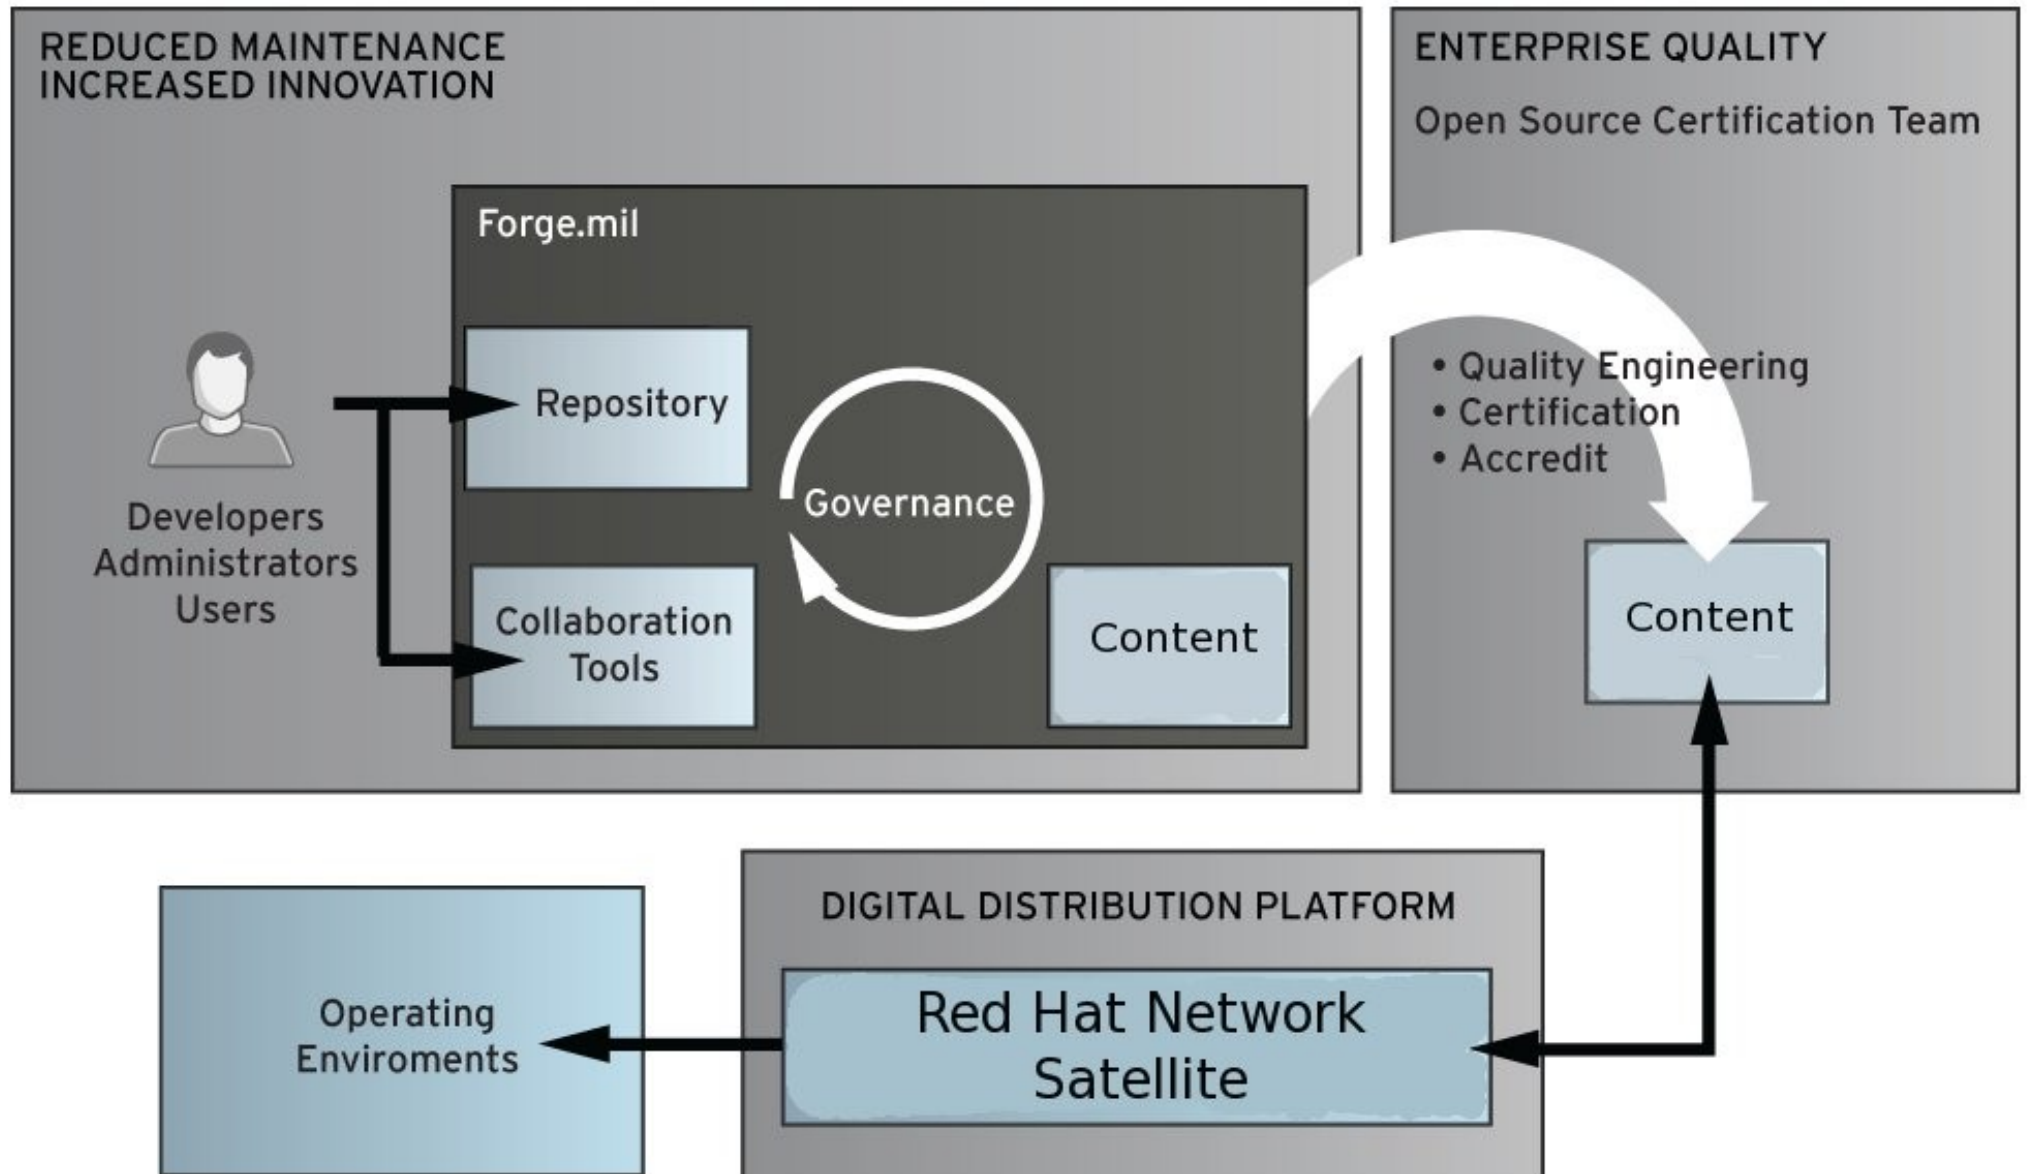 REDUCED MAINTENANCE
INCREASED INNOVATION
Forge.mil
Repository
Governance
Collaboration
Tools
Content
Developers
Administrators
Users
ENTERPRISE QUALITY
Open Source Certification Team
• Quality Engineering
• Certification
• Accredit
Content
DIGITAL DISTRIBUTION PLATFORM
Red Hat Network
Satellite
Operating
Enviroments